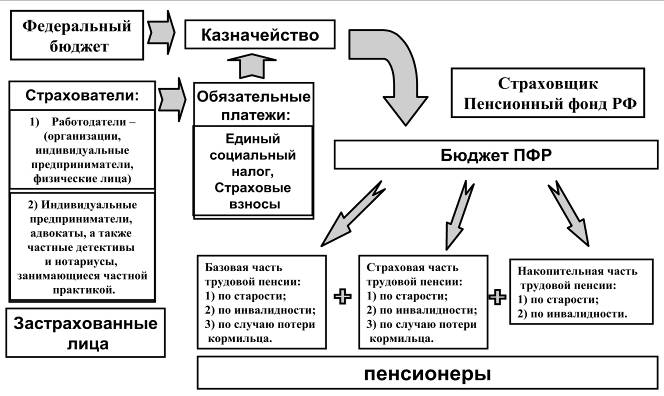 Федеральный
бюджет
Казначейство
Страхователи:
1) Работодатели –
(организации,
индивидуальные
предприниматели,
физические лица)
2) Индивидуальные
предприниматели,
адвокаты, а также
частные детективы
и нотариусы,
занимающиеся частной
практикой.
Застрахованные
лица
Обязательные
платежи:
Единый
социальный
налог,
Страховые
взносы
Страховщик
Пенсионный фонд РФ
Бюджет ПФР
Базовая часть
трудовой пенсии:
1) по старости;
2) по инвалидности;
3) по случаю потери
кормильца.
Страховая часть
трудовой пенсии:
1) по старости;
2) по инвалидности;
3) по случаю потери
кормильца.
Накопительная часть
трудовой пенсии:
1) по старости;
2) по инвалидности.
пенсионеры